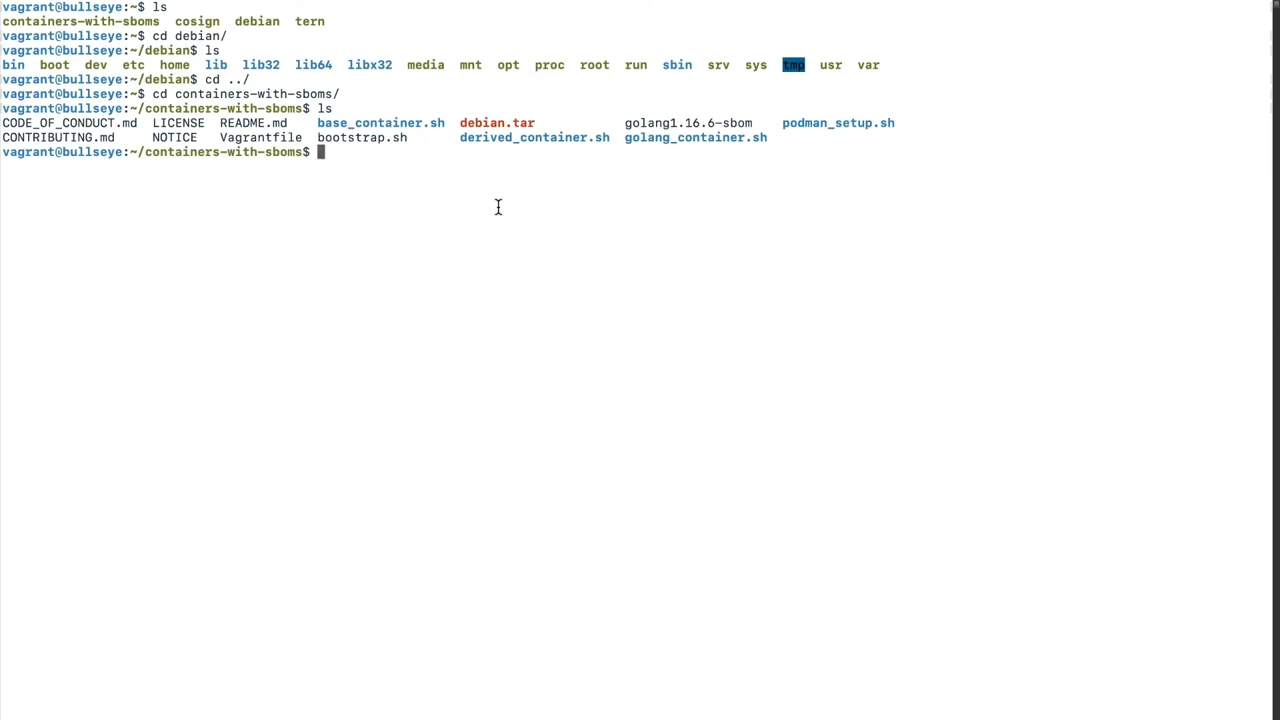 vagrant@bullseye:~$ ls
containers-with-sboms  cosign  debian  tern
vagrant@bullseye:~$ cd debian/
vagrant@bullseye:~/debian$ ls
bin  boot  dev  etc  home  lib  lib32  lib64  libx32  media  mnt  opt  proc  root  run  sbin  srv  sys  tmp  usr  var
vagrant@bullseye:~/debian$ cd ../
vagrant@bullseye:~$ cd containers-with-sboms/
vagrant@bullseye:~/containers-with-sboms$ ls
CODE_OF_CONDUCT.md  LICENSE  README.md    base_container.sh  debian.tar            golang1.16.6-sbom    podman_setup.sh
CONTRIBUTING.md     NOTICE   Vagrantfile  bootstrap.sh       derived_container.sh  golang_container.sh
vagrant@bullseye:~/containers-with-sboms$